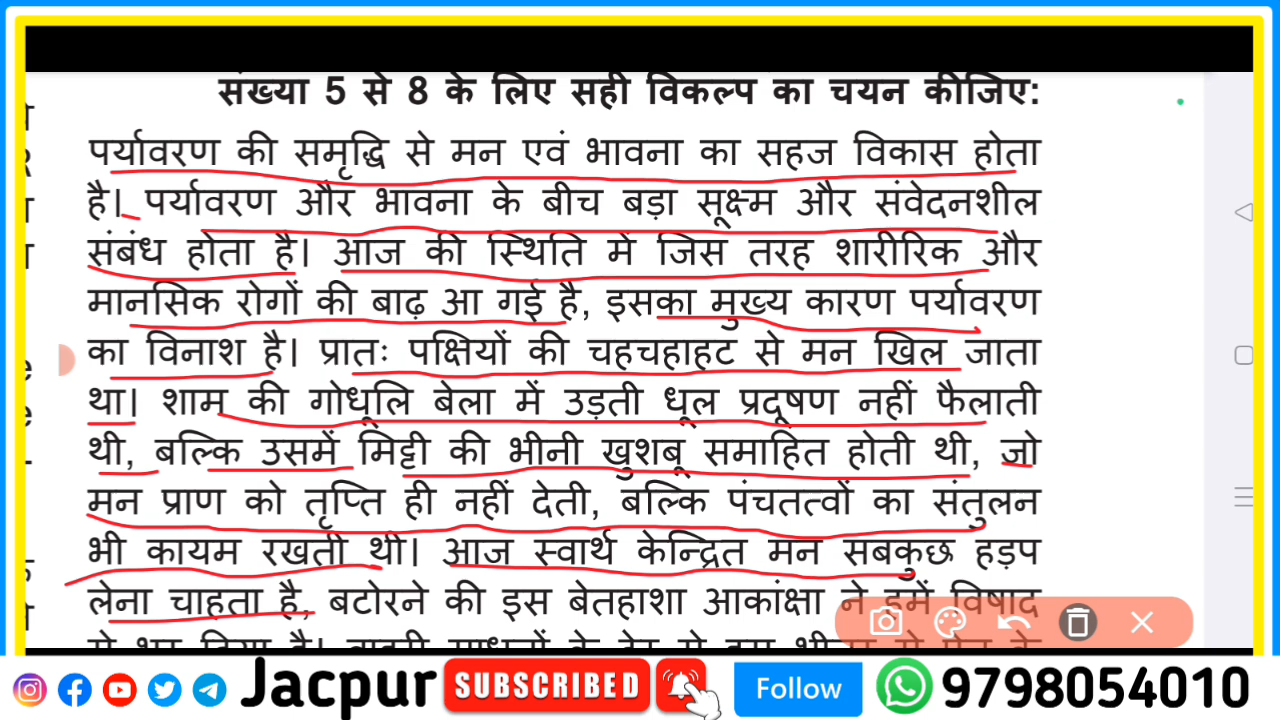 संख्या 5 से 8 के लिए सही विकल्प का चयन कीजिए:
पर्यावरण की समृद्धि से मन एवं भावना का सहज विकास होता
है। पर्यावरण और भावना के बीच बड़ा सूक्ष्म और संवेदनशील
संबंध होता है। आज की स्थिति में जिस तरह शारीरिक और
मानसिक रोगों की बाढ़ आ गई है, इसका मुख्य कारण पर्यावरण
का विनाश है। प्रातः पक्षियों की चहचहाहट से मन खिल जाता
था। शाम की गोधूलि बेला में उड़ती धूल प्रदूषण नहीं फैलाती
थी, बल्कि उसमें मिट्टी की भीनी खुशबू समाहित होती थी, जो
मन प्राण को तृप्ति ही नहीं देती, बल्कि पंचतत्वों का संतुलन
भी कायम रखती थी। आज स्वार्थ केन्द्रित मन सबकुछ हड़प
लेना चाहता है, बटोरने की इस बेतहाशा आकांक्षा ने हमें विषाद
Jacpur SUBSCRIBED Follow 9798054010